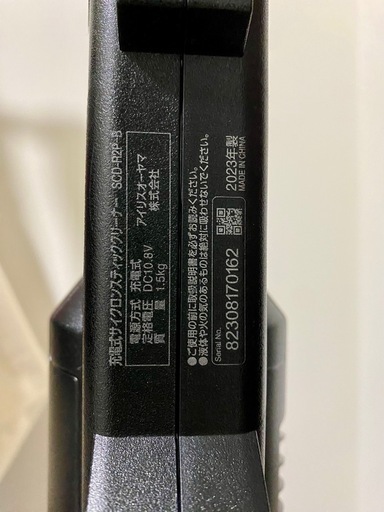 充電式サイクロンスティッククリーナー SCD-R2P-B
電源方式 充電式
定格電圧 DC10.8V
質量 1.5kg
アイリスオーヤマ
株式会社
●ご使用の前に取扱説明書を必ずお読みください。
●液体や火の気のあるものは絶対に吸わせないでください。
Serial No.
82308170162
2023年製
MADE IN CHINA